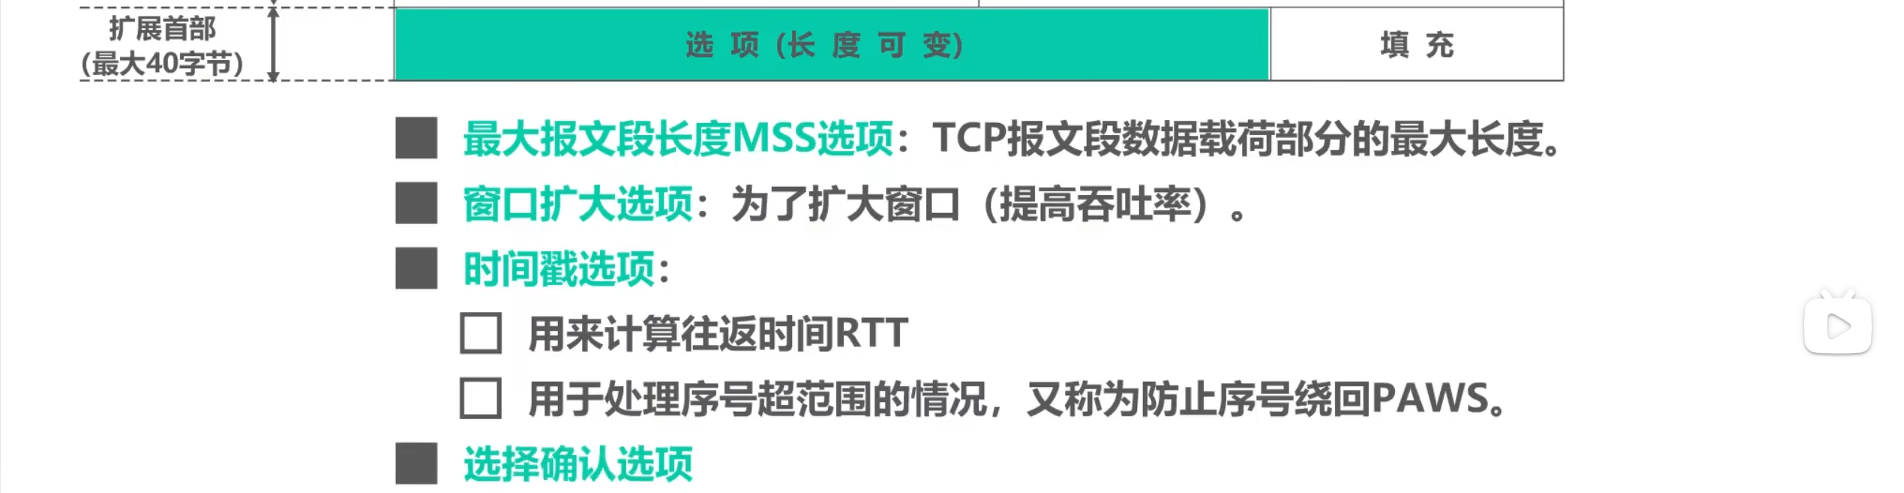 扩展首部
(最大40字节)
选 项 (长 度 可 变)
填 充
最大报文段长度MSS选项：TCP报文段数据载荷部分的最大长度。
窗口扩大选项：为了扩大窗口（提高吞吐率）。
时间戳选项：
用来计算往返时间RTT
用于处理序号超范围的情况，又称为防止序号绕回PAWS。
选择确认选项